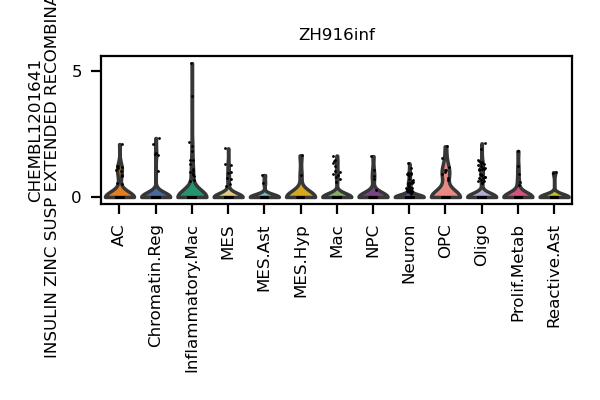 ZH916inf
CHEMBL1201641
INSULIN ZINC SUSP EXTENDED RECOMBINA
5
0
AC
Chromatin.Reg
Inflammatory.Mac
MES
MES.Ast
MES.Hyp
Mac
NPC
Neuron
OPC
Oligo
Prolif.Metab
Reactive.Ast